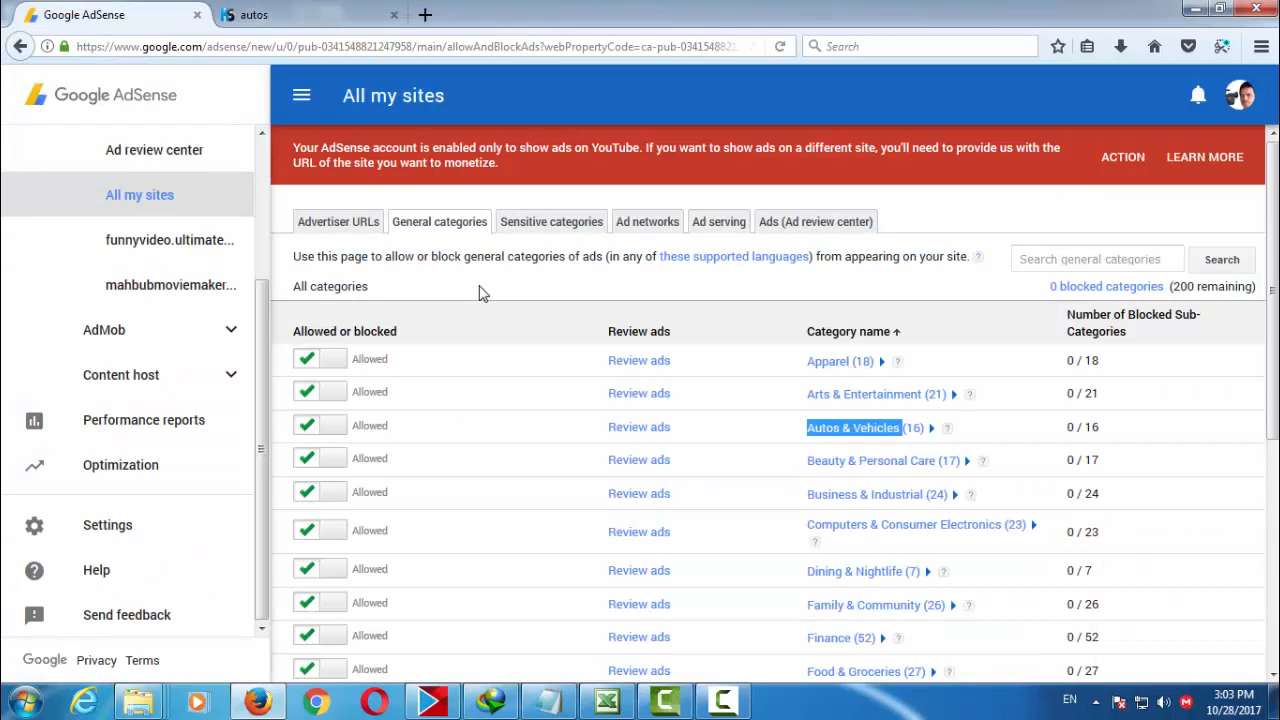 Google AdSense
autos
https://www.google.com/adsense/new/u/0/pub-0341548821247958/main/allowAndBlockAds?webPropertyCode=ca-pub-0341548821
Search
Google AdSense
All my sites
Ad review center
All my sites
funnyvideo.ultimate...
mahbubmoviemaker...
AdMob
Content host
Performance reports
Optimization
Settings
Help
Send feedback
Google Privacy Terms
Your AdSense account is enabled only to show ads on YouTube. If you want to show ads on a different site, you'll need to provide us with the
URL of the site you want to monetize.
ACTION LEARN MORE
Advertiser URLs General categories Sensitive categories Ad networks Ad serving Ads (Ad review center)
Use this page to allow or block general categories of ads (in any of these supported languages) from appearing on your site. ?
Search general categories Search
All categories
0 blocked categories (200 remaining)
Allowed or blocked Review ads Category name Number of Blocked Sub-
Categories
Allowed Review ads Apparel (18) ? 0 / 18
Allowed Review ads Arts & Entertainment (21) ? 0 / 21
Allowed Review ads Autos & Vehicles (16) ? 0 / 16
Allowed Review ads Beauty & Personal Care (17) ? 0 / 17
Allowed Review ads Business & Industrial (24) ? 0 / 24
Allowed Review ads Computers & Consumer Electronics (23) ? 0 / 23
Allowed Review ads Dining & Nightlife (7) ? 0 / 7
Allowed Review ads Family & Community (26) ? 0 / 26
Allowed Review ads Finance (52) ? 0 / 52
Allowed Review ads Food & Groceries (27) ? 0 / 27
EN
3:03 PM
10/28/2017